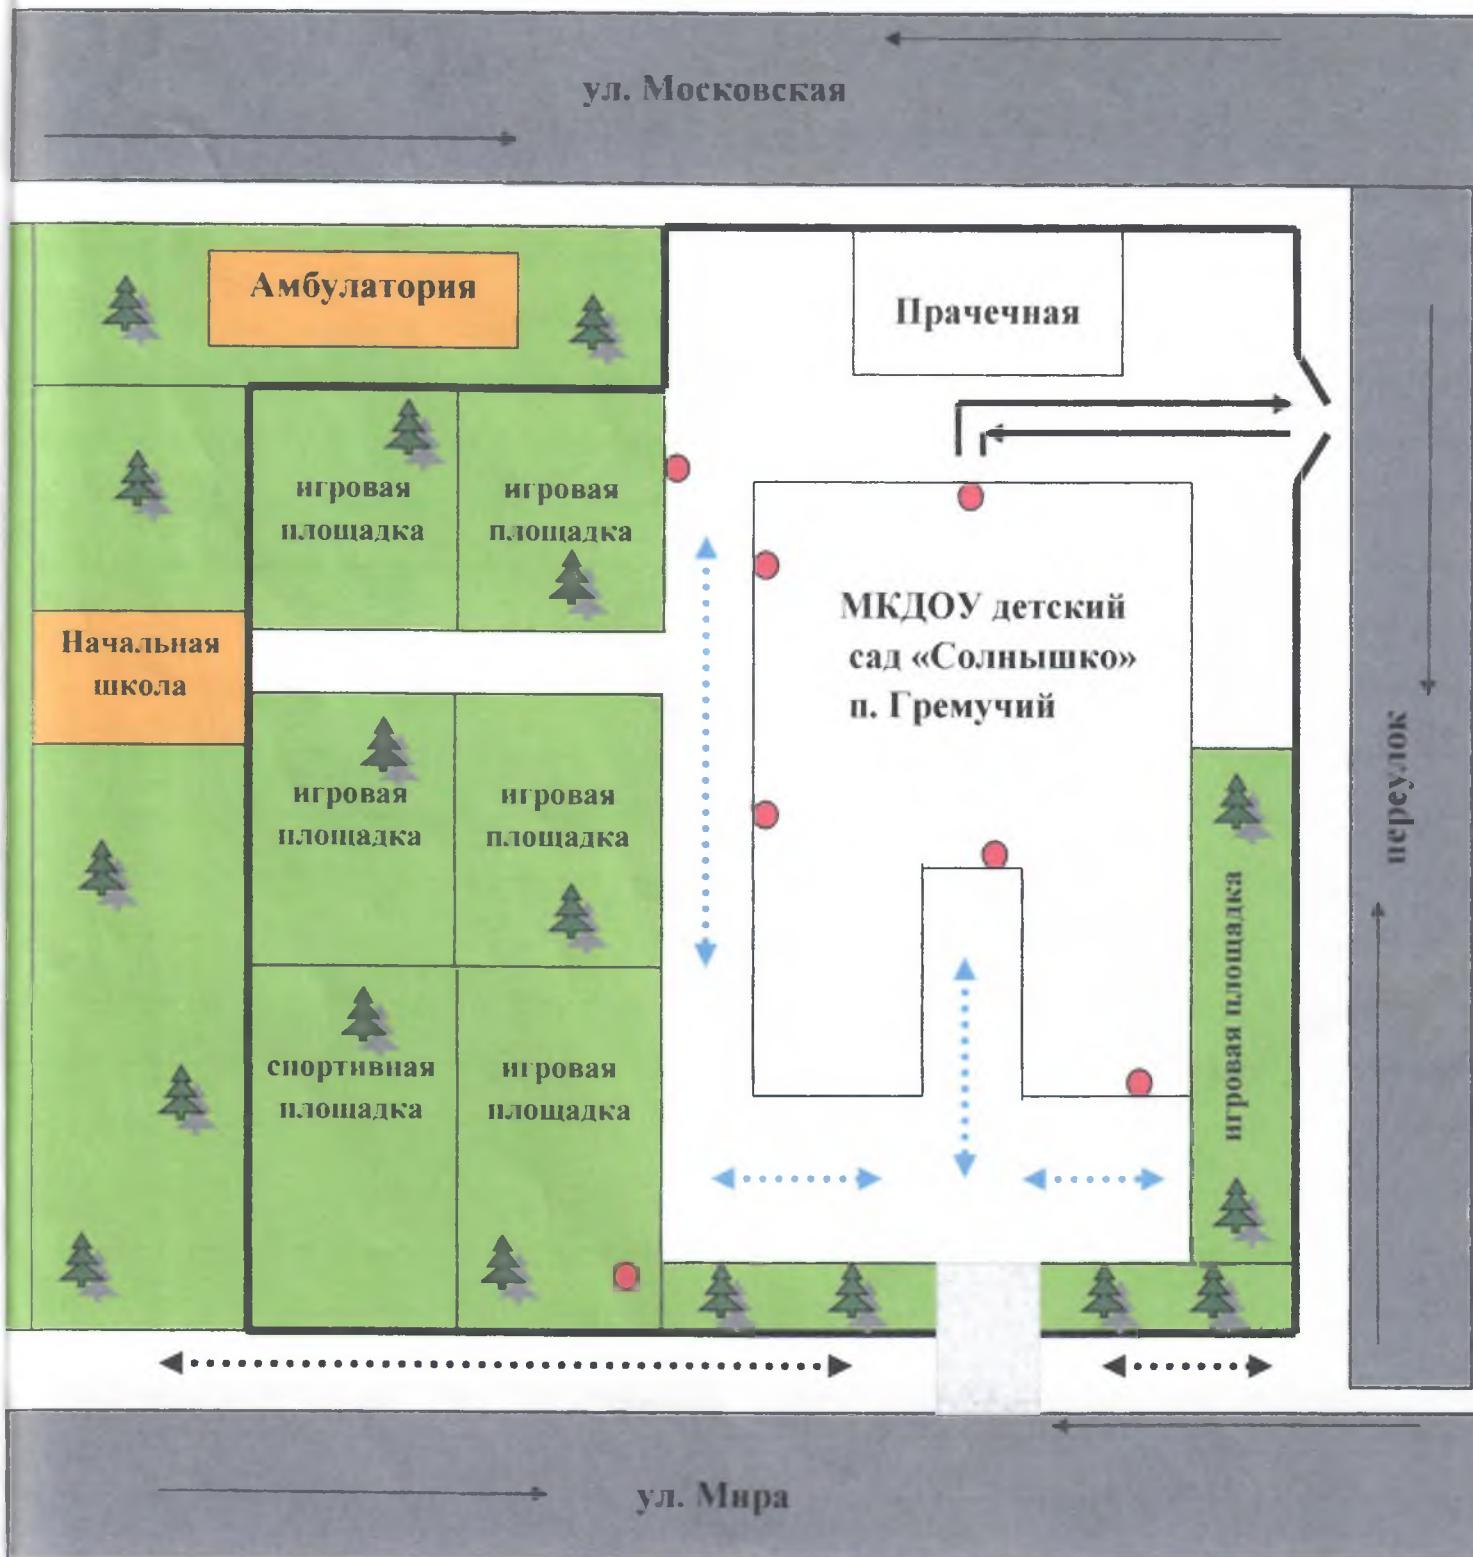 ул. Московская
Амбулатория
Прачечная
игровая
площадка
игровая
площадка
МКДОУ детский
сад «Солнышко»
п. Гремучий
Начальная
школа
переулок
игровая
площадка
игровая
площадка
игровая площадка
спортивная
площадка
игровая
площадка
ул. Мира